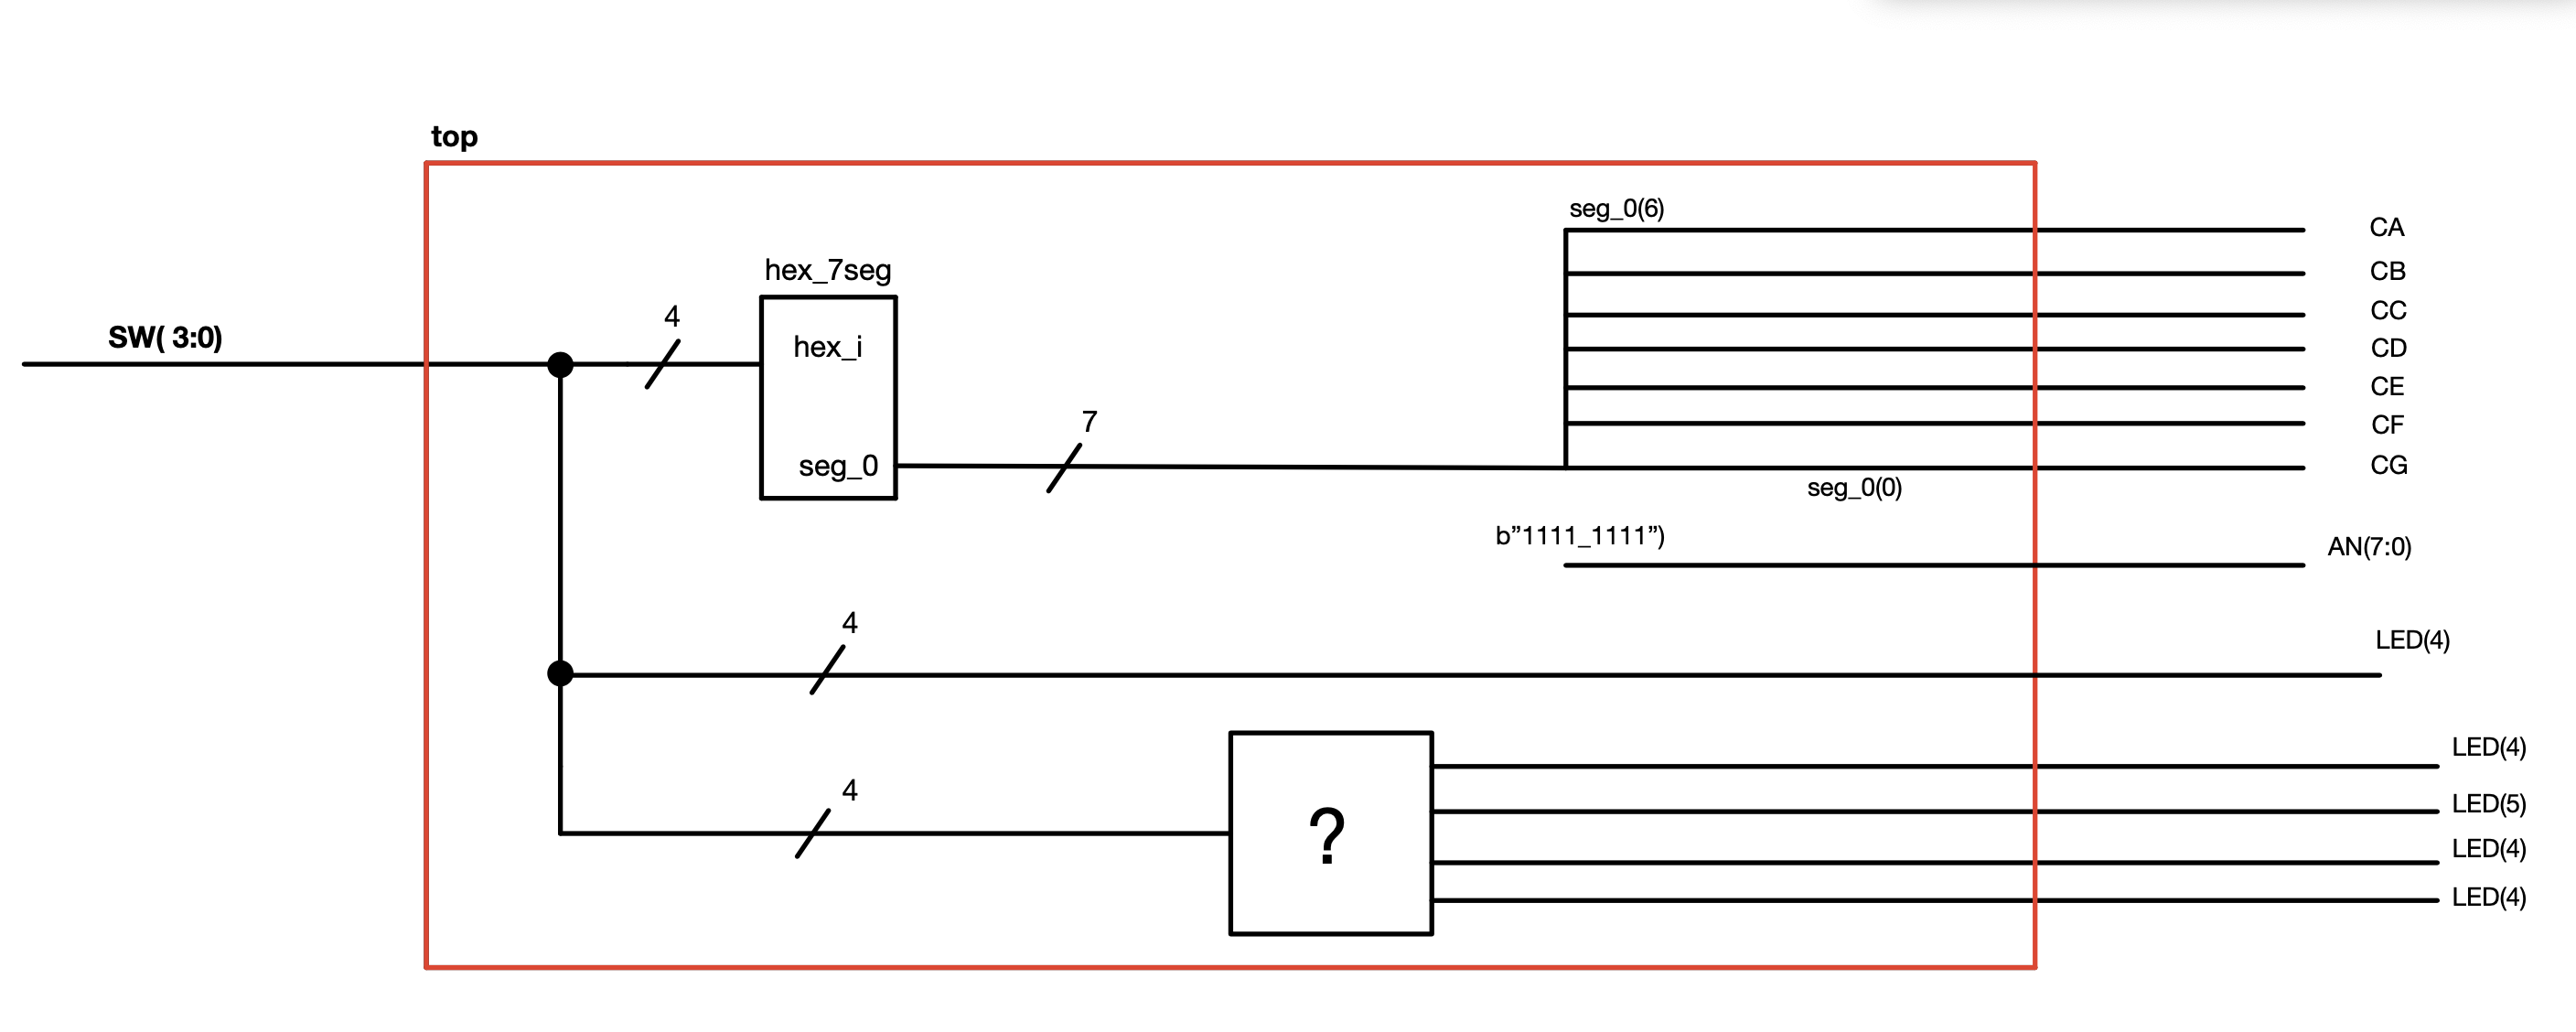 top
seg_0(6)
CA
hex_7seg
CB
4
CC
SW( 3:0)
hex_i
CD
CE
7
CF
seg_0
CG
seg_0(0)
b”1111_1111”)
AN(7:0)
4
LED(4)
LED(4)
4
LED(5)
?
LED(4)
LED(4)